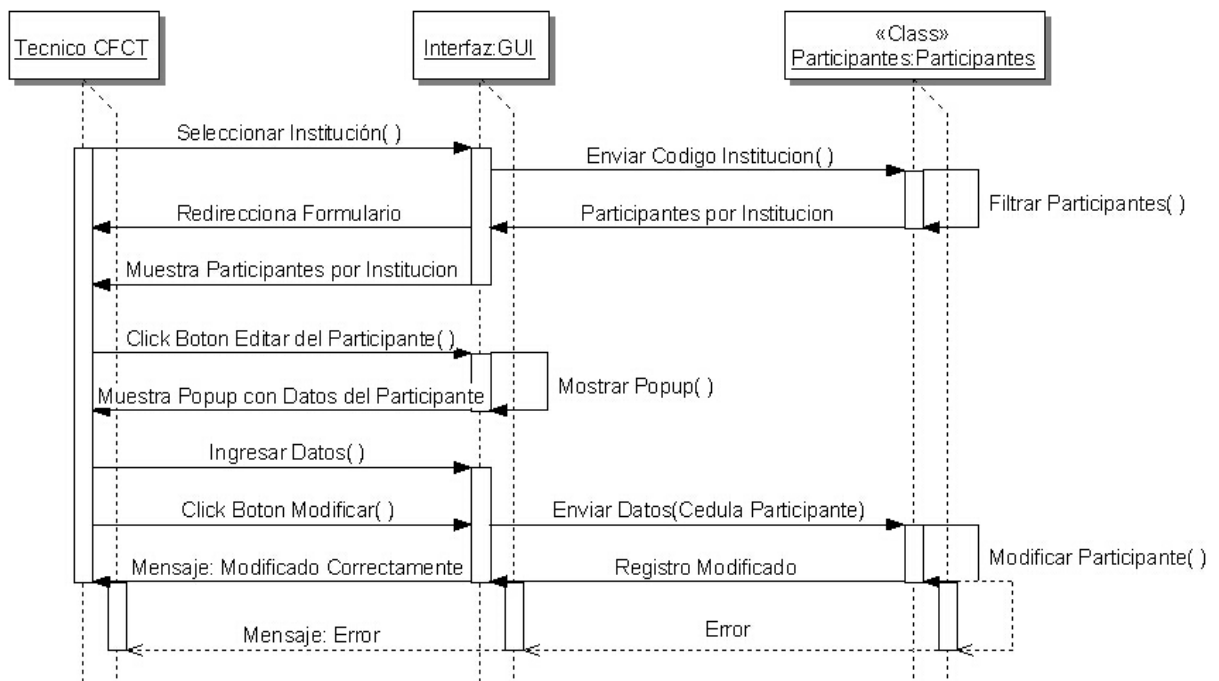 Tecnico CFCT
Interfaz:GUI
«Class»
Participantes:Participantes
Seleccionar Institución( )
Enviar Codigo Institucion( )
Filtrar Participantes( )
Redirecciona Formulario
Participantes por Institucion
Muestra Participantes por Institucion
Click Boton Editar del Participante( )
Mostrar Popup( )
Muestra Popup con Datos del Participante
Ingresar Datos( )
Click Boton Modificar( )
Enviar Datos(Cedula Participante)
Modificar Participante( )
Mensaje: Modificado Correctamente
Registro Modificado
Mensaje: Error
Error